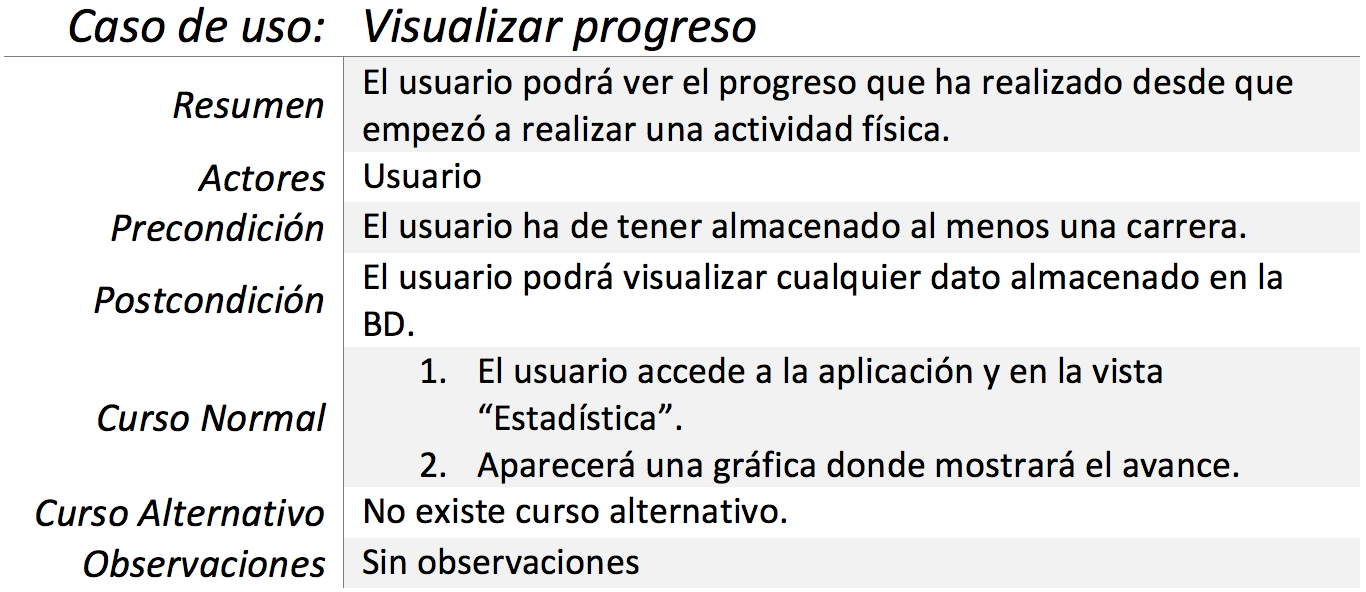 Caso de uso: Visualizar progreso
Resumen El usuario podrá ver el progreso que ha realizado desde que
empezó a realizar una actividad física.
Actores Usuario
Precondición El usuario ha de tener almacenado al menos una carrera.
Postcondición El usuario podrá visualizar cualquier dato almacenado en la
BD.
Curso Normal 1. El usuario accede a la aplicación y en la vista
“Estadística”.
2. Aparecerá una gráfica donde mostrará el avance.
Curso Alternativo No existe curso alternativo.
Observaciones Sin observaciones